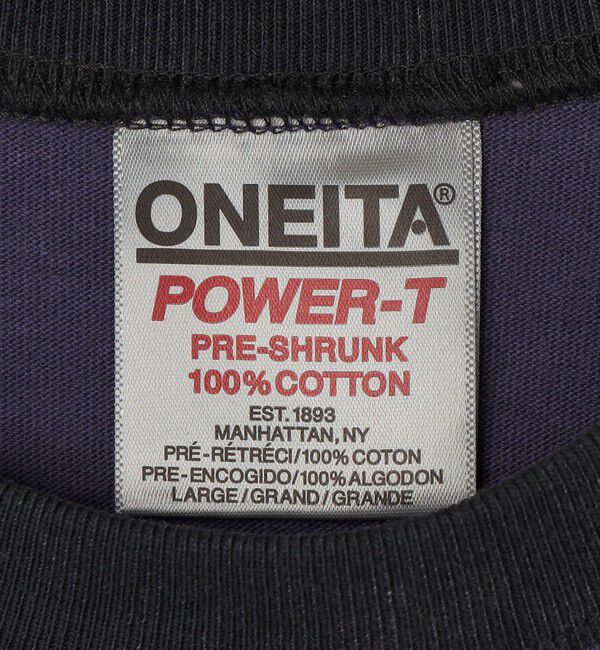 ONEITA®
POWER-T
PRE-SHRUNK
100% COTTON
EST. 1893
MANHATTAN, NY
PRÉ-RÉTRÉCI/100% COTON
PRE-ENCOGIDO/100% ALGODON
LARGE/GRAND/GRANDE